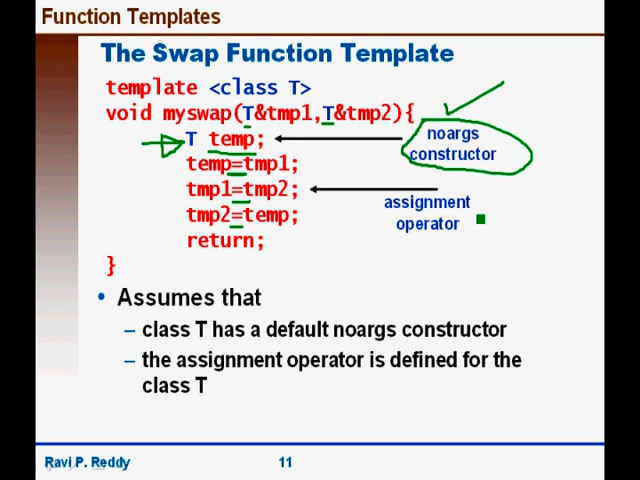 Function Templates
The Swap Function Template
template <class T>
void myswap(T&tmp1,T&tmp2){
T temp;
noargs
constructor
temp=tmp1;
tmp1=tmp2;
assignment
operator
tmp2=temp;
return;
}
• Assumes that
– class T has a default noargs constructor
– the assignment operator is defined for the
class T
Ravi P. Reddy
11